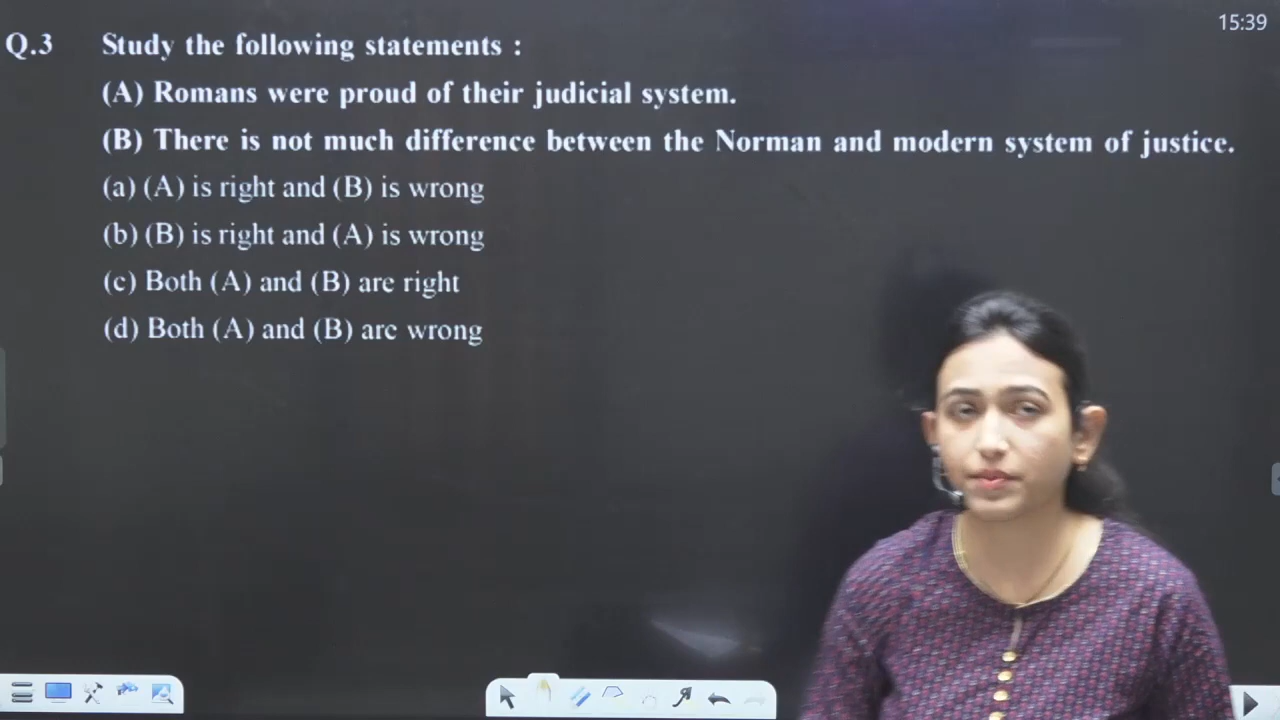 15:39
Q.3 Study the following statements :
(A) Romans were proud of their judicial system.
(B) There is not much difference between the Norman and modern system of justice.
(a) (A) is right and (B) is wrong
(b) (B) is right and (A) is wrong
(c) Both (A) and (B) are right
(d) Both (A) and (B) are wrong